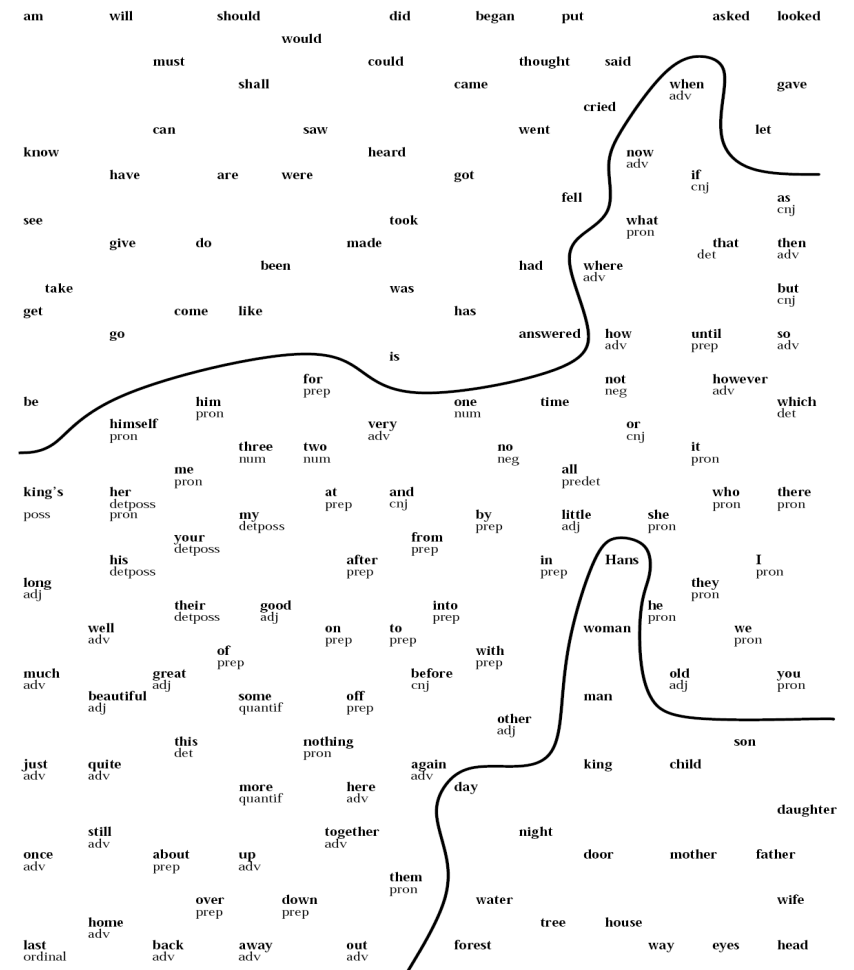 am will should did began put asked looked
would
must could thought said
shall came when gave
adv
cried
can saw went let
know heard now
adv
have are were got if
cnj
fell as
cnj
see took what
pron
give do made that then
det adv
been had where
adv
take was but
cnj
get come like has
go answered how until so
adv prep adv
is
for not however
prep neg adv
be him one time which
pron num det
himself very or
pron adv cnj
three two no it
num num neg pron
me all
pron predet
king's her at and who there
detposs prep cnj pron pron
my by little she
poss pron detposs prep adj pron
your from
detposs prep
his after in Hans I
detposs prep prep pron
long they
adj pron
their good into he
detposs adj prep pron
well on to woman we
adv prep prep pron
of with
prep prep
much great before old you
adv adj cnj adj pron
beautiful some off man
adj quantif prep
other
adj
this nothing son
det pron
just quite again king child
adv adv adv
more here day
quantif adv
daughter
still together night
adv adv
once about up door mother father
adv prep adv
them
pron
over down water wife
prep prep
home tree house
adv
last back away out forest way eyes head
ordinal adv adv adv